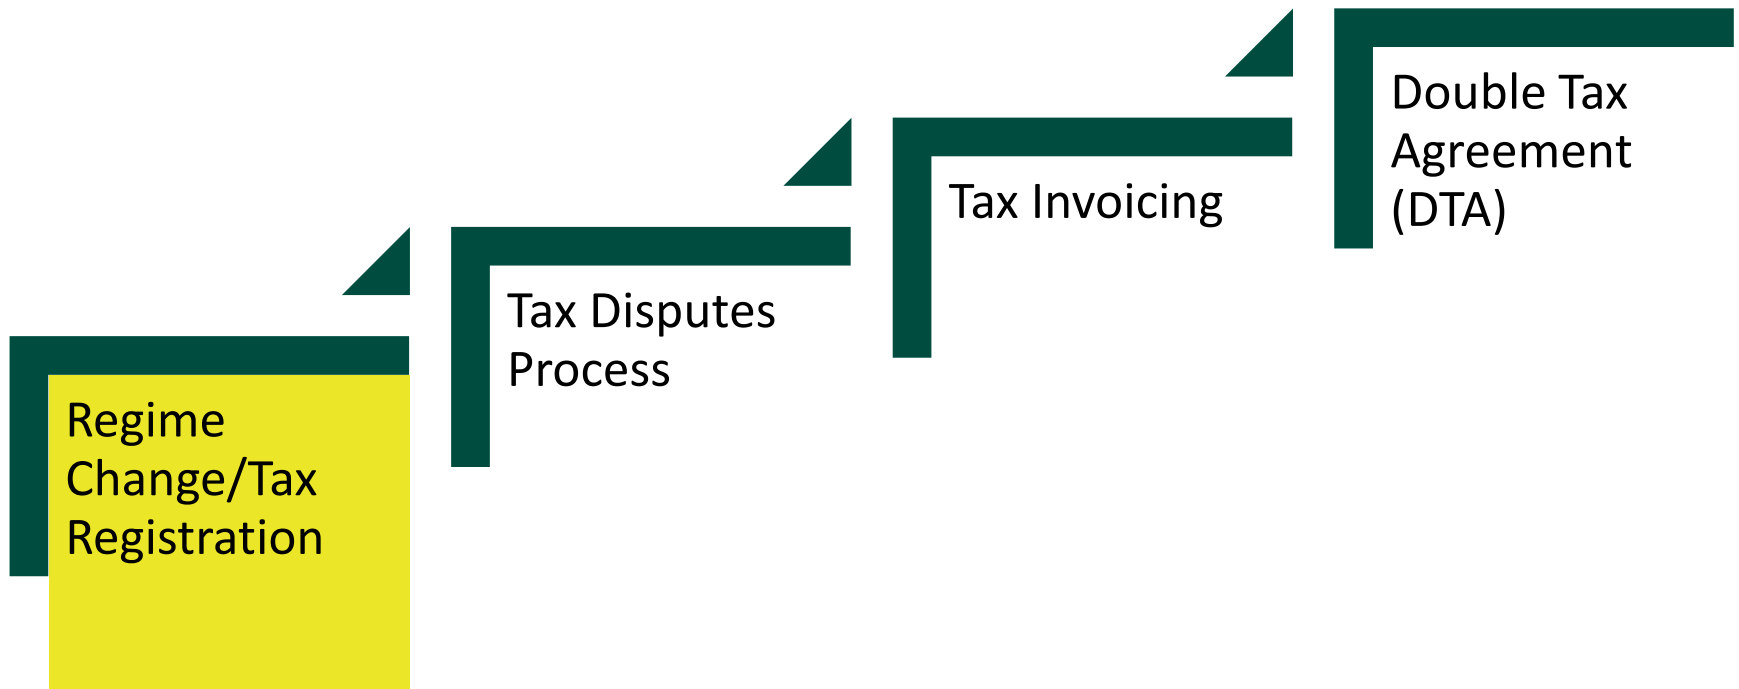 Regime
Change/Tax
Registration
Tax Disputes
Process
Tax Invoicing
Double Tax
Agreement
(DTA)